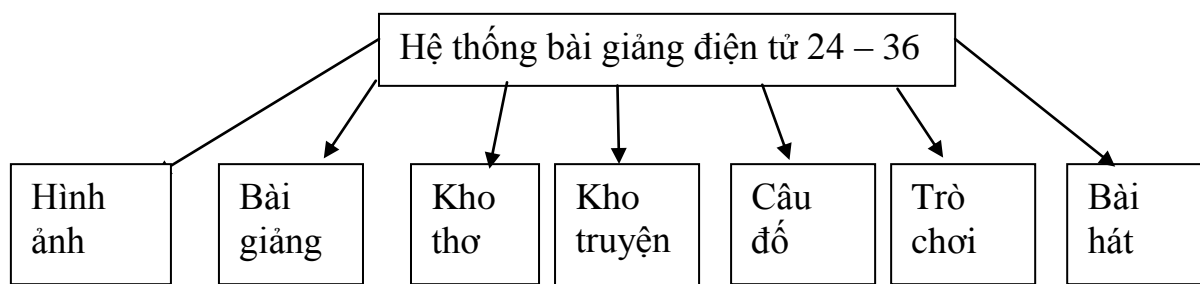 Hệ thống bài giảng điện tử 24 – 36
Hình
ảnh
Bài
giảng
Kho
thơ
Kho
truyện
Câu
đố
Trò
chơi
Bài
hát